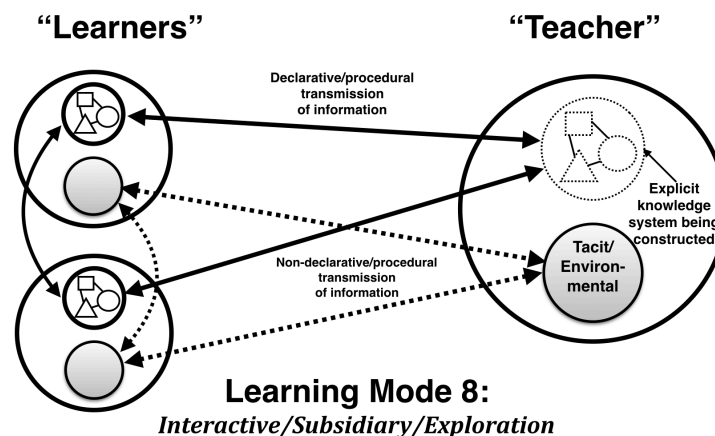 “Learners”
“Teacher”
Declarative/procedural
transmission
of information
Explicit
knowledge
system being
constructed
Tacit/
Environ-
mental
Non-declarative/procedural
transmission
of information
Learning Mode 8:
Interactive/Subsidiary/Exploration